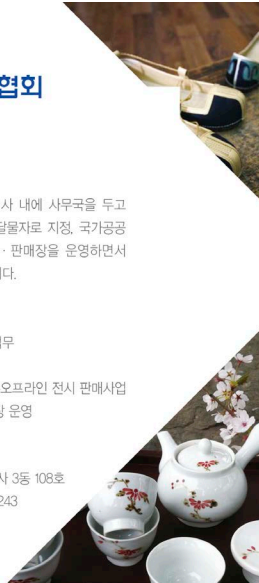 협회
사 내에 사무국을 두고
달물자로 지정, 국가공공
· 판매장을 운영하면서
니다.
업무
오프라인 전시 판매사업
장 운영
사 3동 108호
243